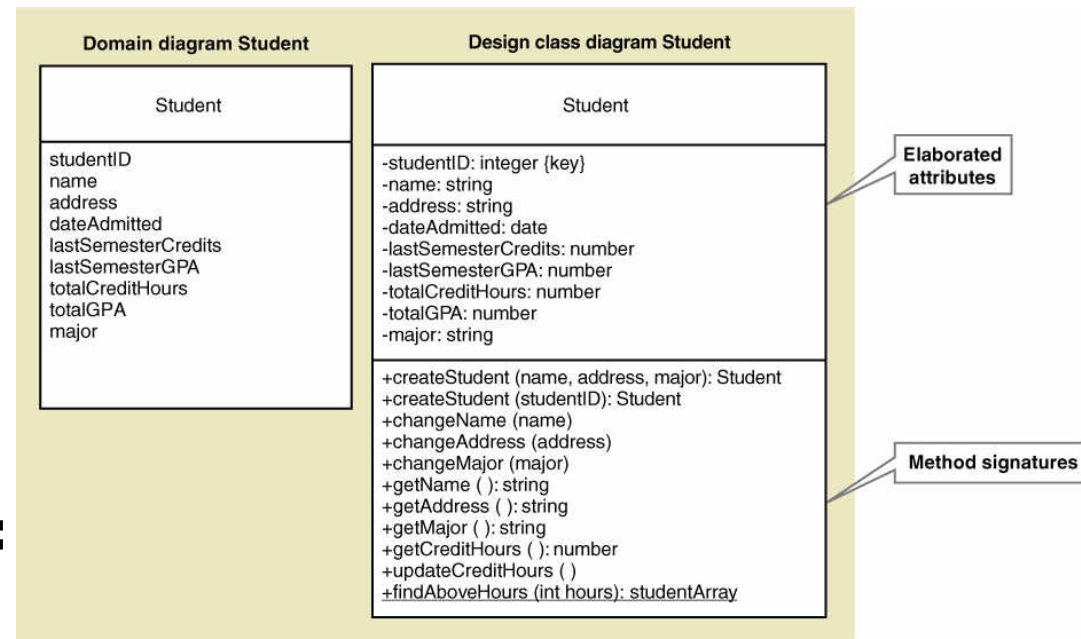 Domain diagram Student
Student
studentID
name
address
dateAdmitted
lastSemesterCredits
lastSemesterGPA
totalCreditHours
totalGPA
major
Design class diagram Student
Student
-studentID: integer {key}
-name: string
-address: string
-dateAdmitted: date
-lastSemesterCredits: number
-lastSemesterGPA: number
-totalCreditHours: number
-totalGPA: number
-major: string
+createStudent (name, address, major): Student
+createStudent (studentID): Student
+changeName (name)
+changeAddress (address)
+changeMajor (major)
+getName ( ): string
+getAddress ( ): string
+getMajor ( ): string
+getCreditHours ( ): number
+updateCreditHours ( )
+findAboveHours (int hours): studentArray
Elaborated
attributes
Method signatures